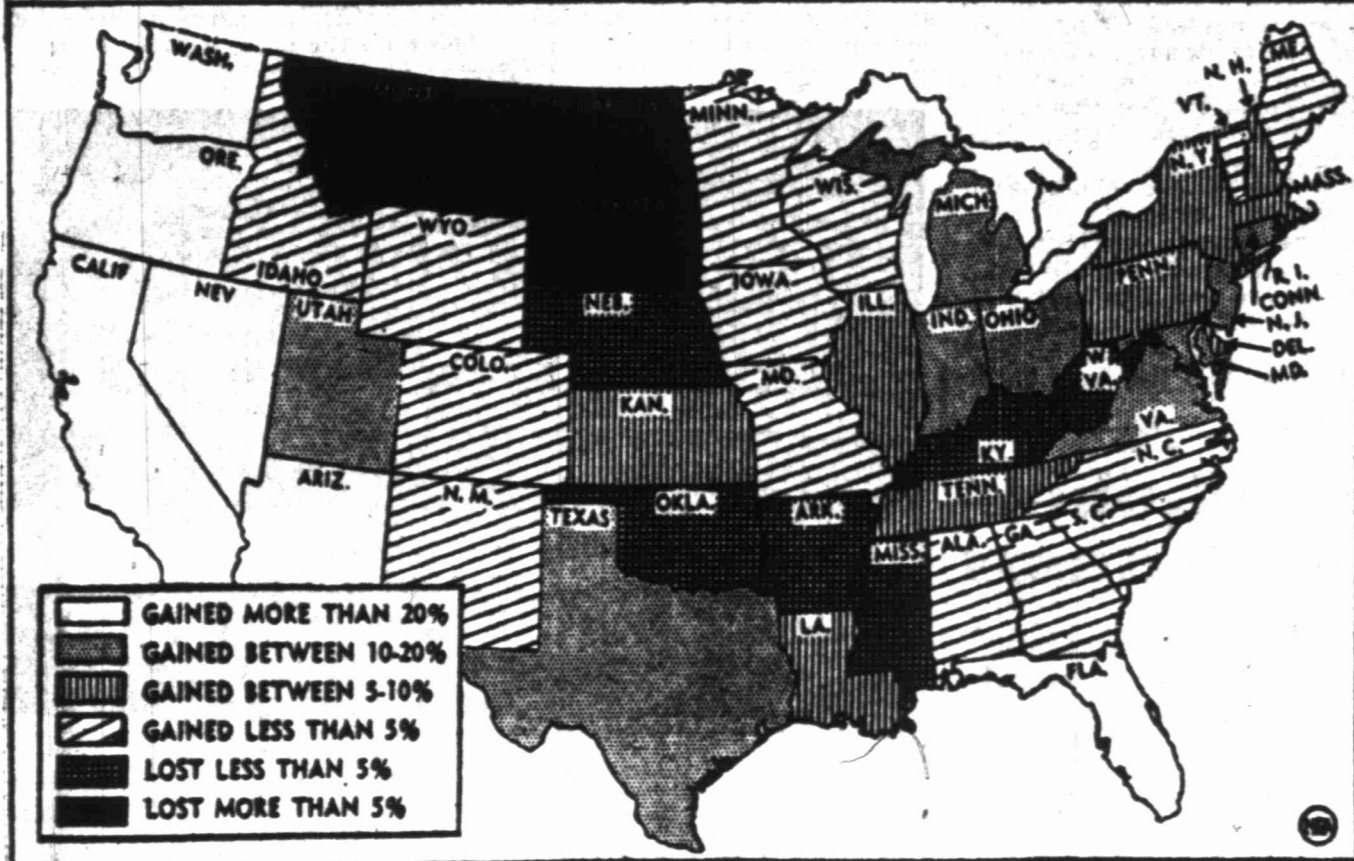 WASH.
ORE.
CALIF
NEV
IDAHO
UTAH
ARIZ.
WYO.
COLO.
N. M.
NEB.
KAN.
OKLA.
TEXAS
MINN.
IOWA
MO.
ARK.
LA.
WIS.
ILL.
MICH
IND.
OHIO
KY.
TENN.
MISS.
ALA.
GA.
FLA.
S. C.
N. C.
VA.
W.
VA.
PENN.
N. Y.
VT.
N. H.
ME.
MASS.
R. I.
CONN.
N. J.
DEL.
MD.
GAINED MORE THAN 20%
GAINED BETWEEN 10-20%
GAINED BETWEEN 5-10%
GAINED LESS THAN 5%
LOST LESS THAN 5%
LOST MORE THAN 5%
NEA